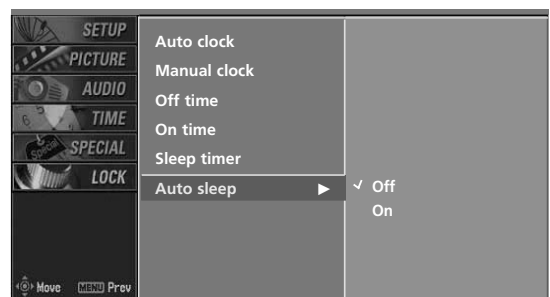 SETUP
PICTURE
AUDIO
TIME
SPECIAL
LOCK
Move MENU Prev
Auto clock
Manual clock
Off time
On time
Sleep timer
Auto sleep ▶
✓ Off
On